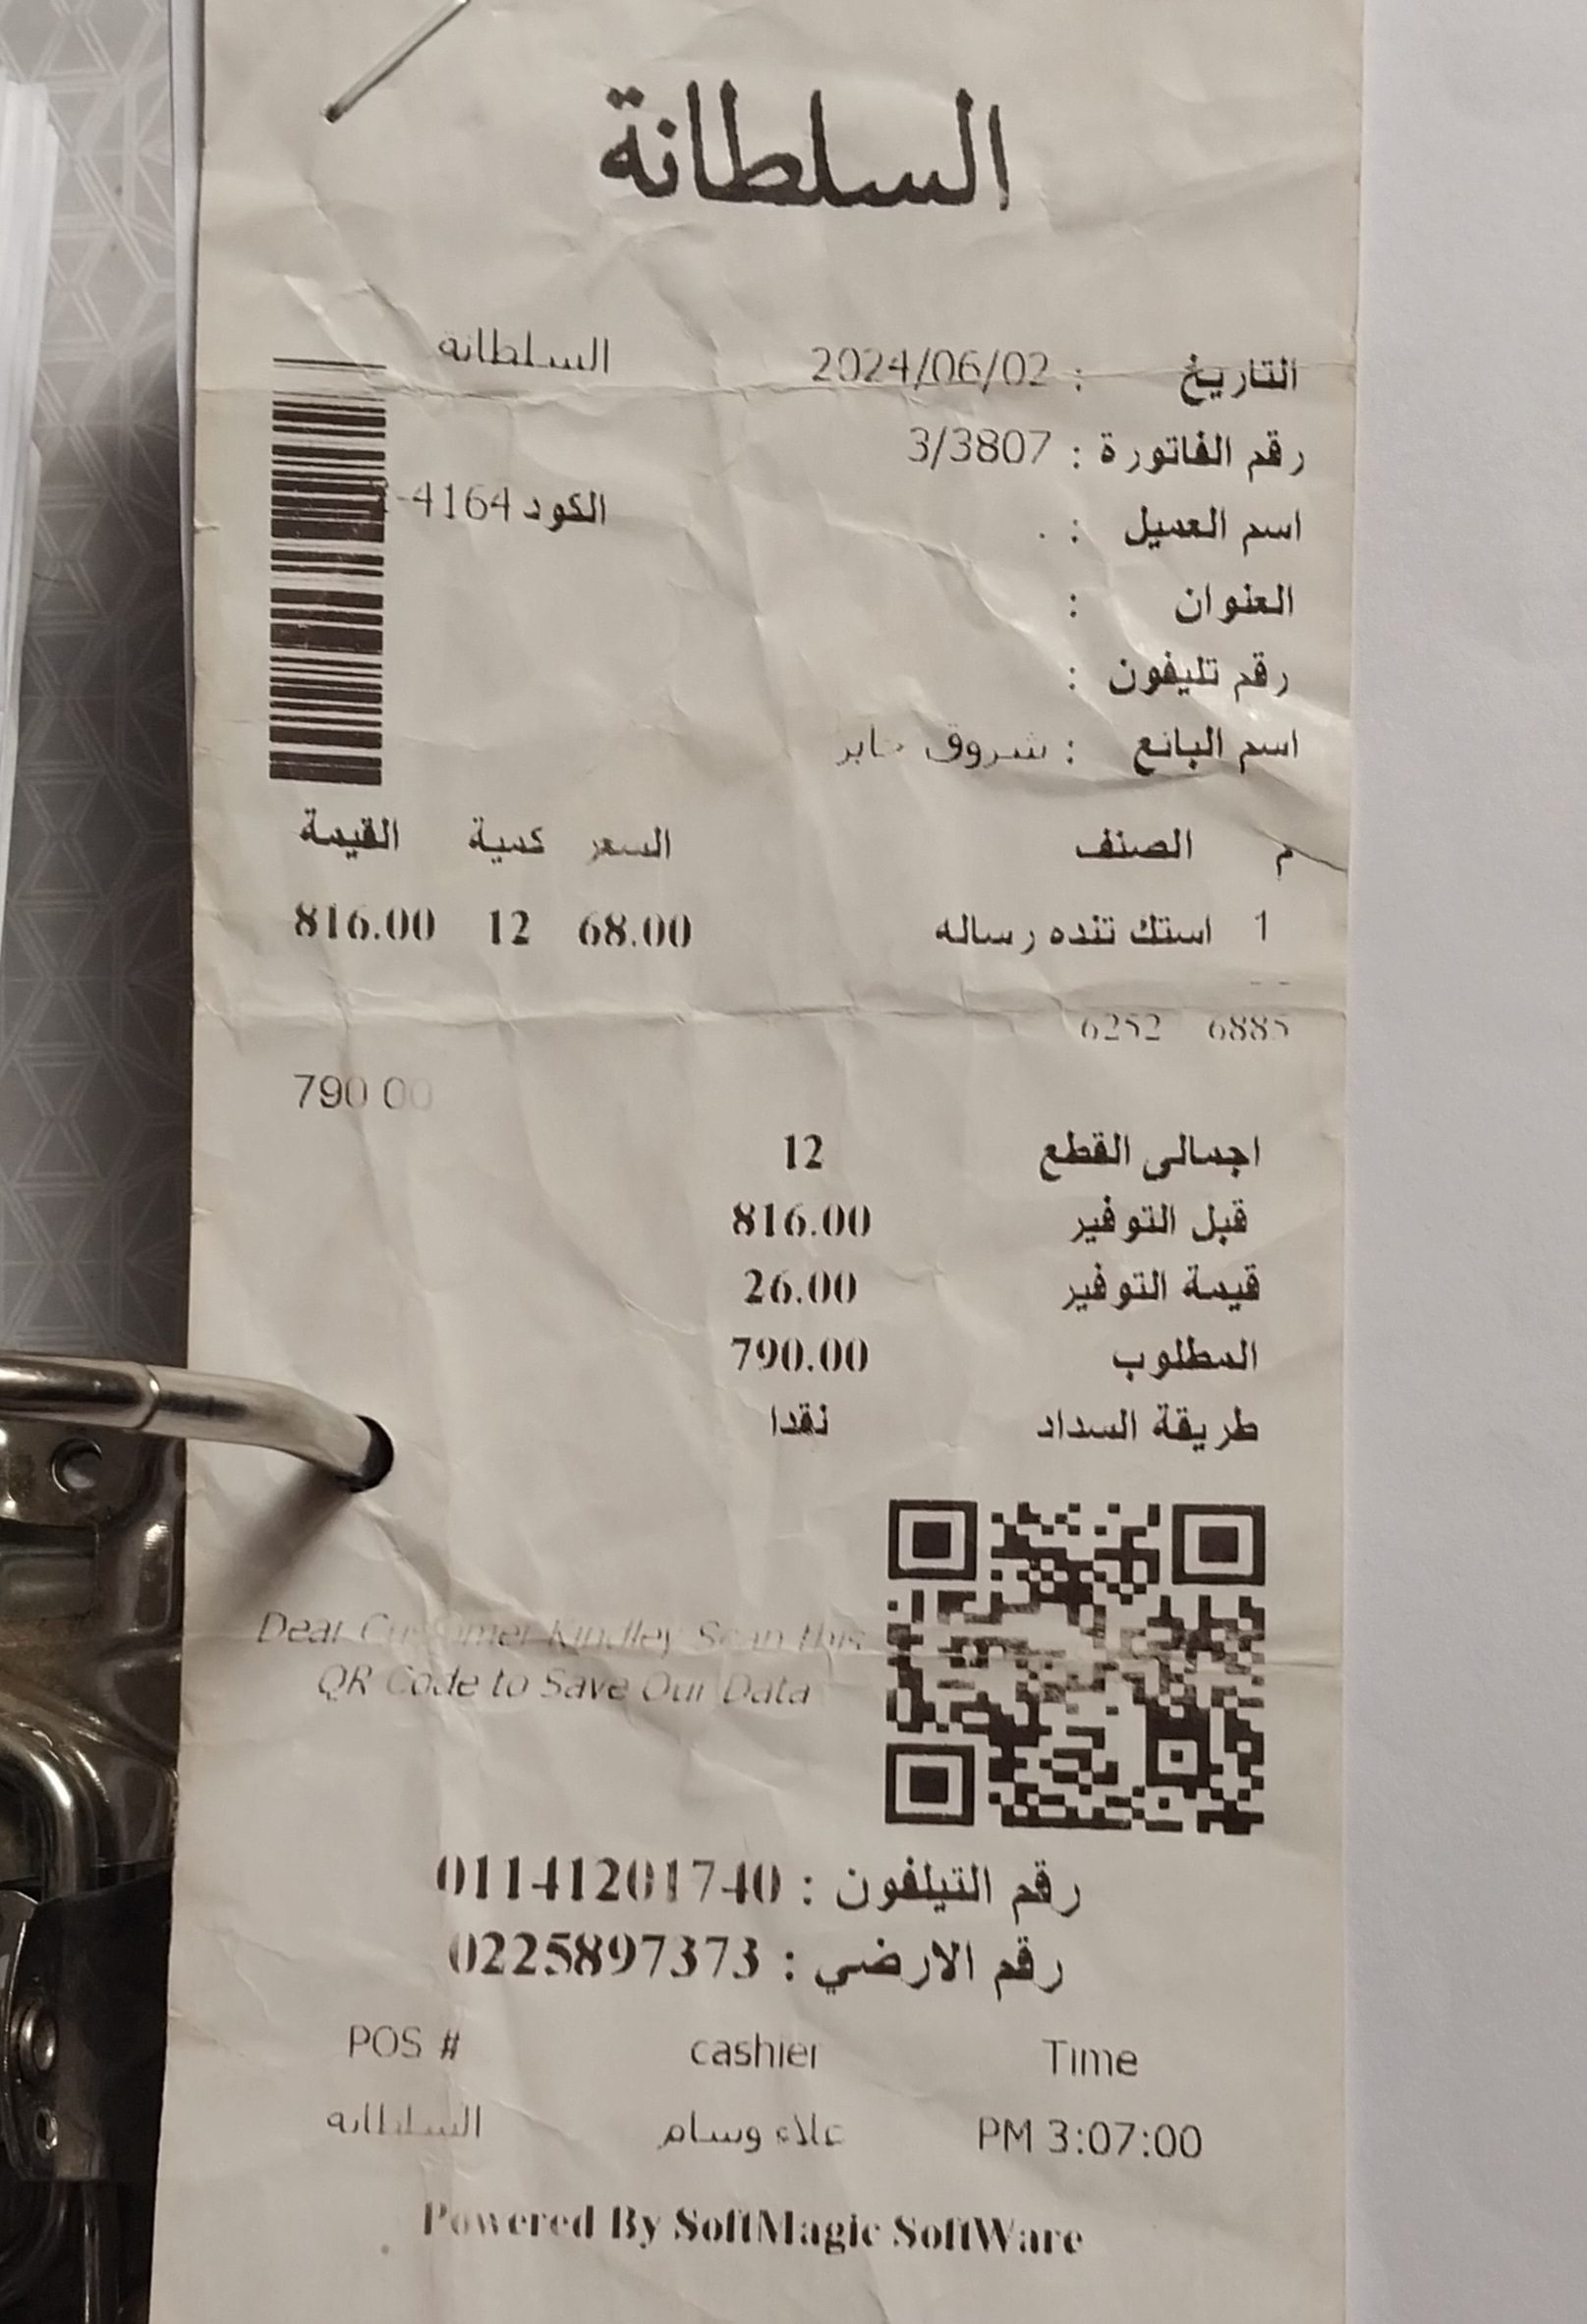 السلطانة
السلطانة
التاريخ : 2024/06/02
رقم الفاتورة : 3/3807
الكود 4164-
اسم العميل : .
العنوان :
رقم تليفون :
اسم البائع : شروق
م الصنف السعر كمية القيمة
1 استك تنده رساله 68.00 12 816.00
--
6252 6885
790.00
اجمالى القطع 12
قبل التوفير 816.00
قيمة التوفير 26.00
المطلوب 790.00
طريقة السداد نقدا
Dear Customer Kindley Scan this
QR Code to Save Our Data
رقم التيلفون : 01141201740
رقم الارضي : 0225897373
POS # cashier Time
السلطانه علاء وسام PM 3:07:00
Powered By SoftMagic SoftWare